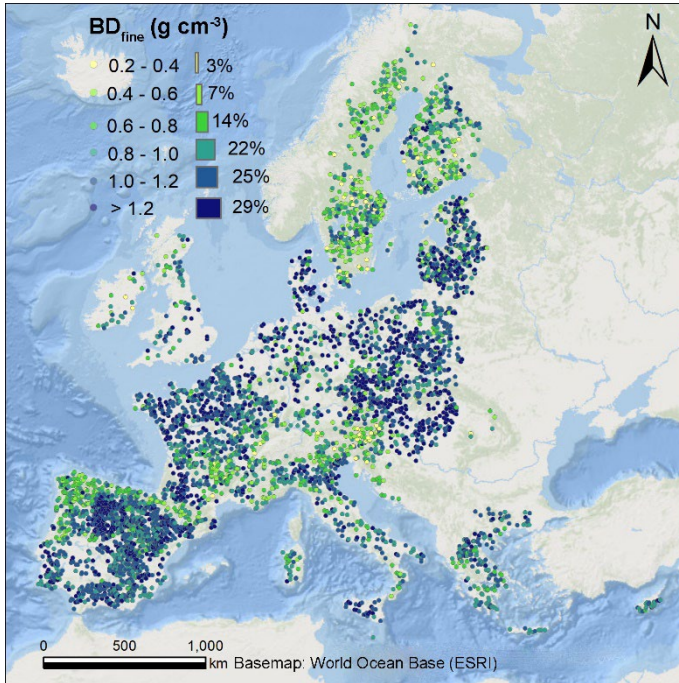 BD_fine (g cm⁻³)
N
0.2 - 0.4 3%
0.4 - 0.6 7%
0.6 - 0.8 14%
0.8 - 1.0 22%
1.0 - 1.2 25%
> 1.2 29%
0 500 1,000
km Basemap: World Ocean Base (ESRI)